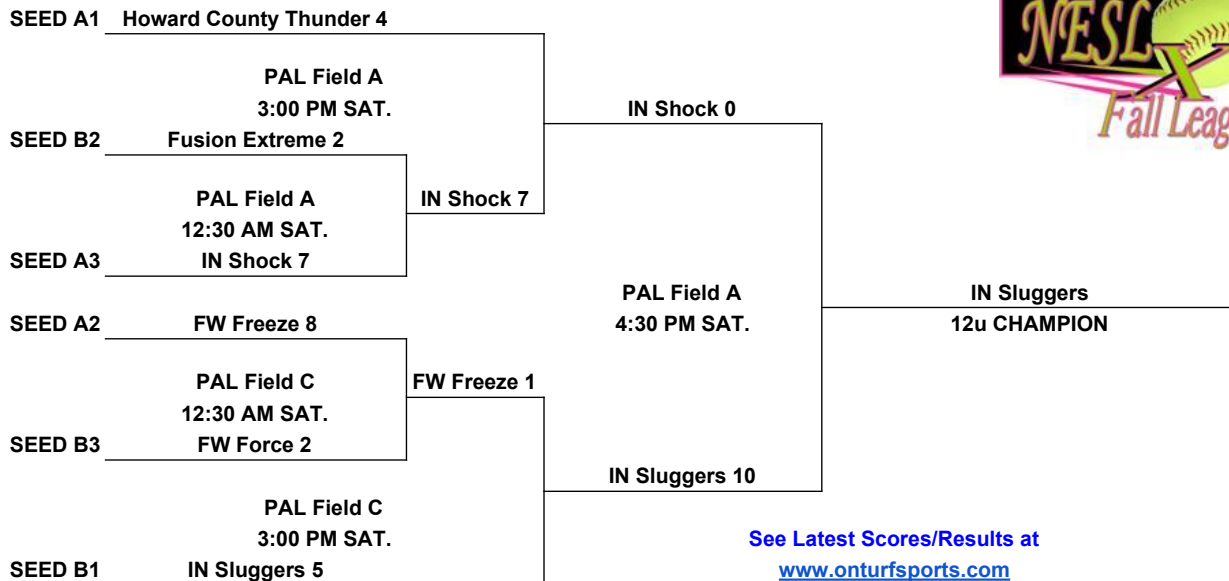 SEED A1 Howard County Thunder 4
NESL
X
PAL Field A
3:00 PM SAT.
IN Shock 0
Fall
SEED B2 Fusion Extreme 2
PAL Field A
IN Shock 7
12:30 AM SAT.
SEED A3 IN Shock 7
PAL Field A
IN Sluggers
SEED A2 FW Freeze 8
4:30 PM SAT.
12u CHAMPION
PAL Field C
FW Freeze 1
12:30 AM SAT.
SEED B3 FW Force 2
IN Sluggers 10
PAL Field C
3:00 PM SAT.
See Latest Scores/Results at
SEED B1 IN Sluggers 5
www.onturfsports.com